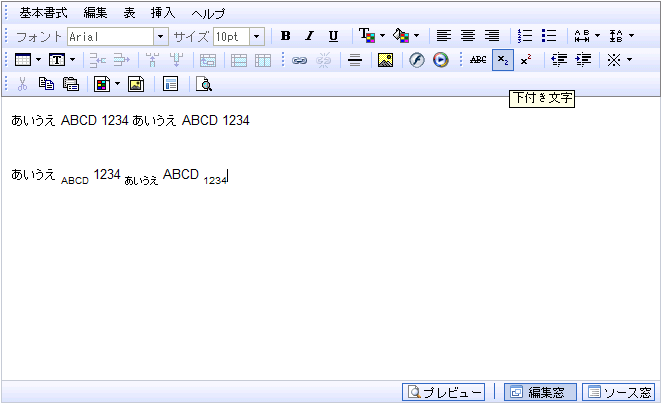 基本書式 編集 表 挿入 ヘルプ
フォント Arial サイズ 10pt B I U T
T
ABC x₂ x² ※
下付き文字
あいうえ ABCD 1234 あいうえ ABCD 1234
あいうえ ABCD 1234 あいうえ ABCD 1234
プレビュー 編集窓 ソース窓